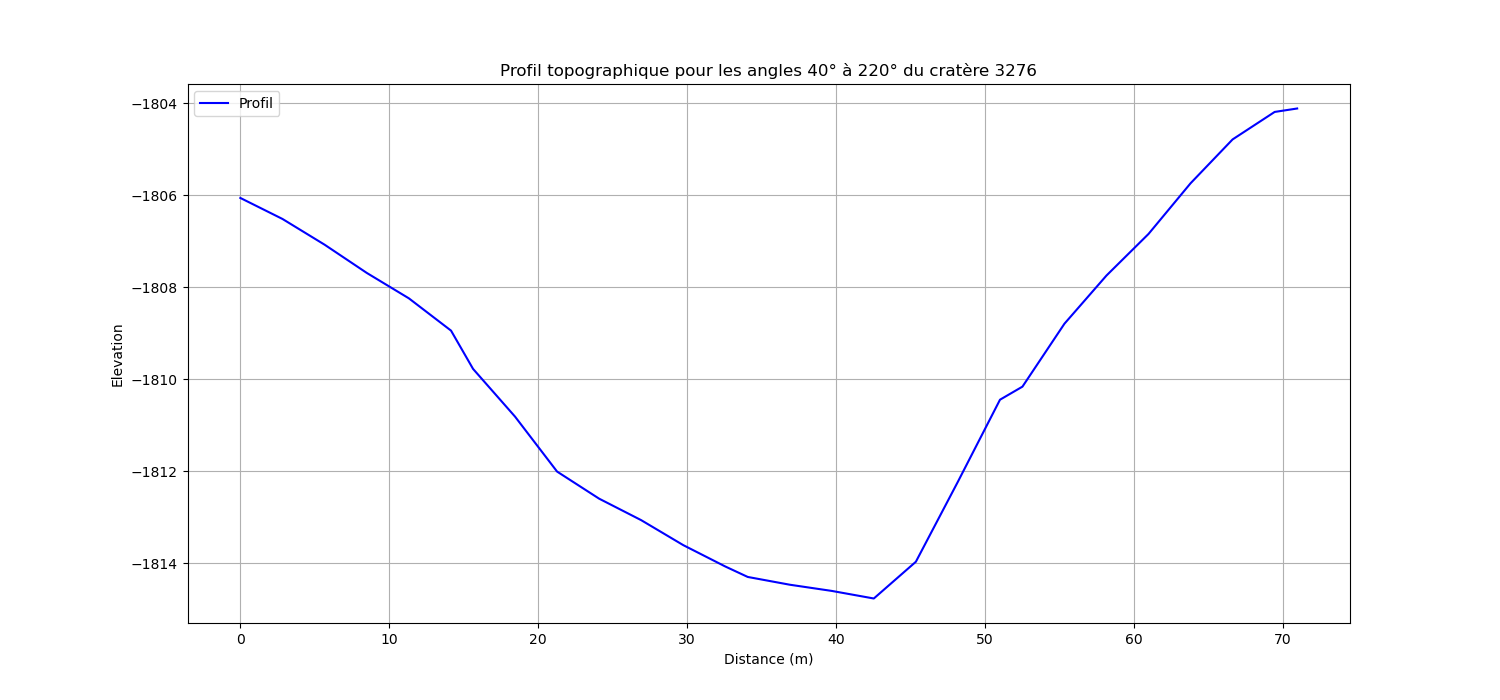 Profil topographique pour les angles 40° à 220° du cratère 3276
Profil
−1804
−1806
−1808
−1810
−1812
−1814
Elevation
0 10 20 30 40 50 60 70
Distance (m)